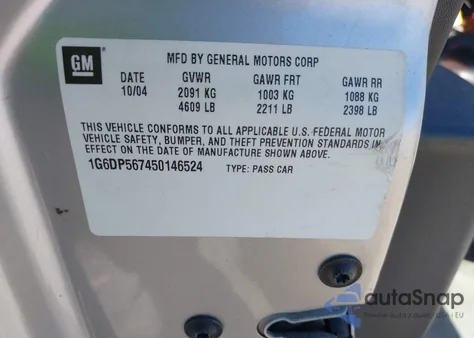 GM
MFD BY GENERAL MOTORS CORP
DATE GVWR GAWR FRT GAWR RR
10/04 2091 KG 1003 KG 1088 KG
4609 LB 2211 LB 2398 LB
THIS VEHICLE CONFORMS TO ALL APPLICABLE U.S. FEDERAL MOTOR
VEHICLE SAFETY, BUMPER, AND THEFT PREVENTION STANDARDS IN
EFFECT ON THE DATE OF MANUFACTURE SHOWN ABOVE.
1G6DP567450146524 TYPE: PASS CAR
autaSnap